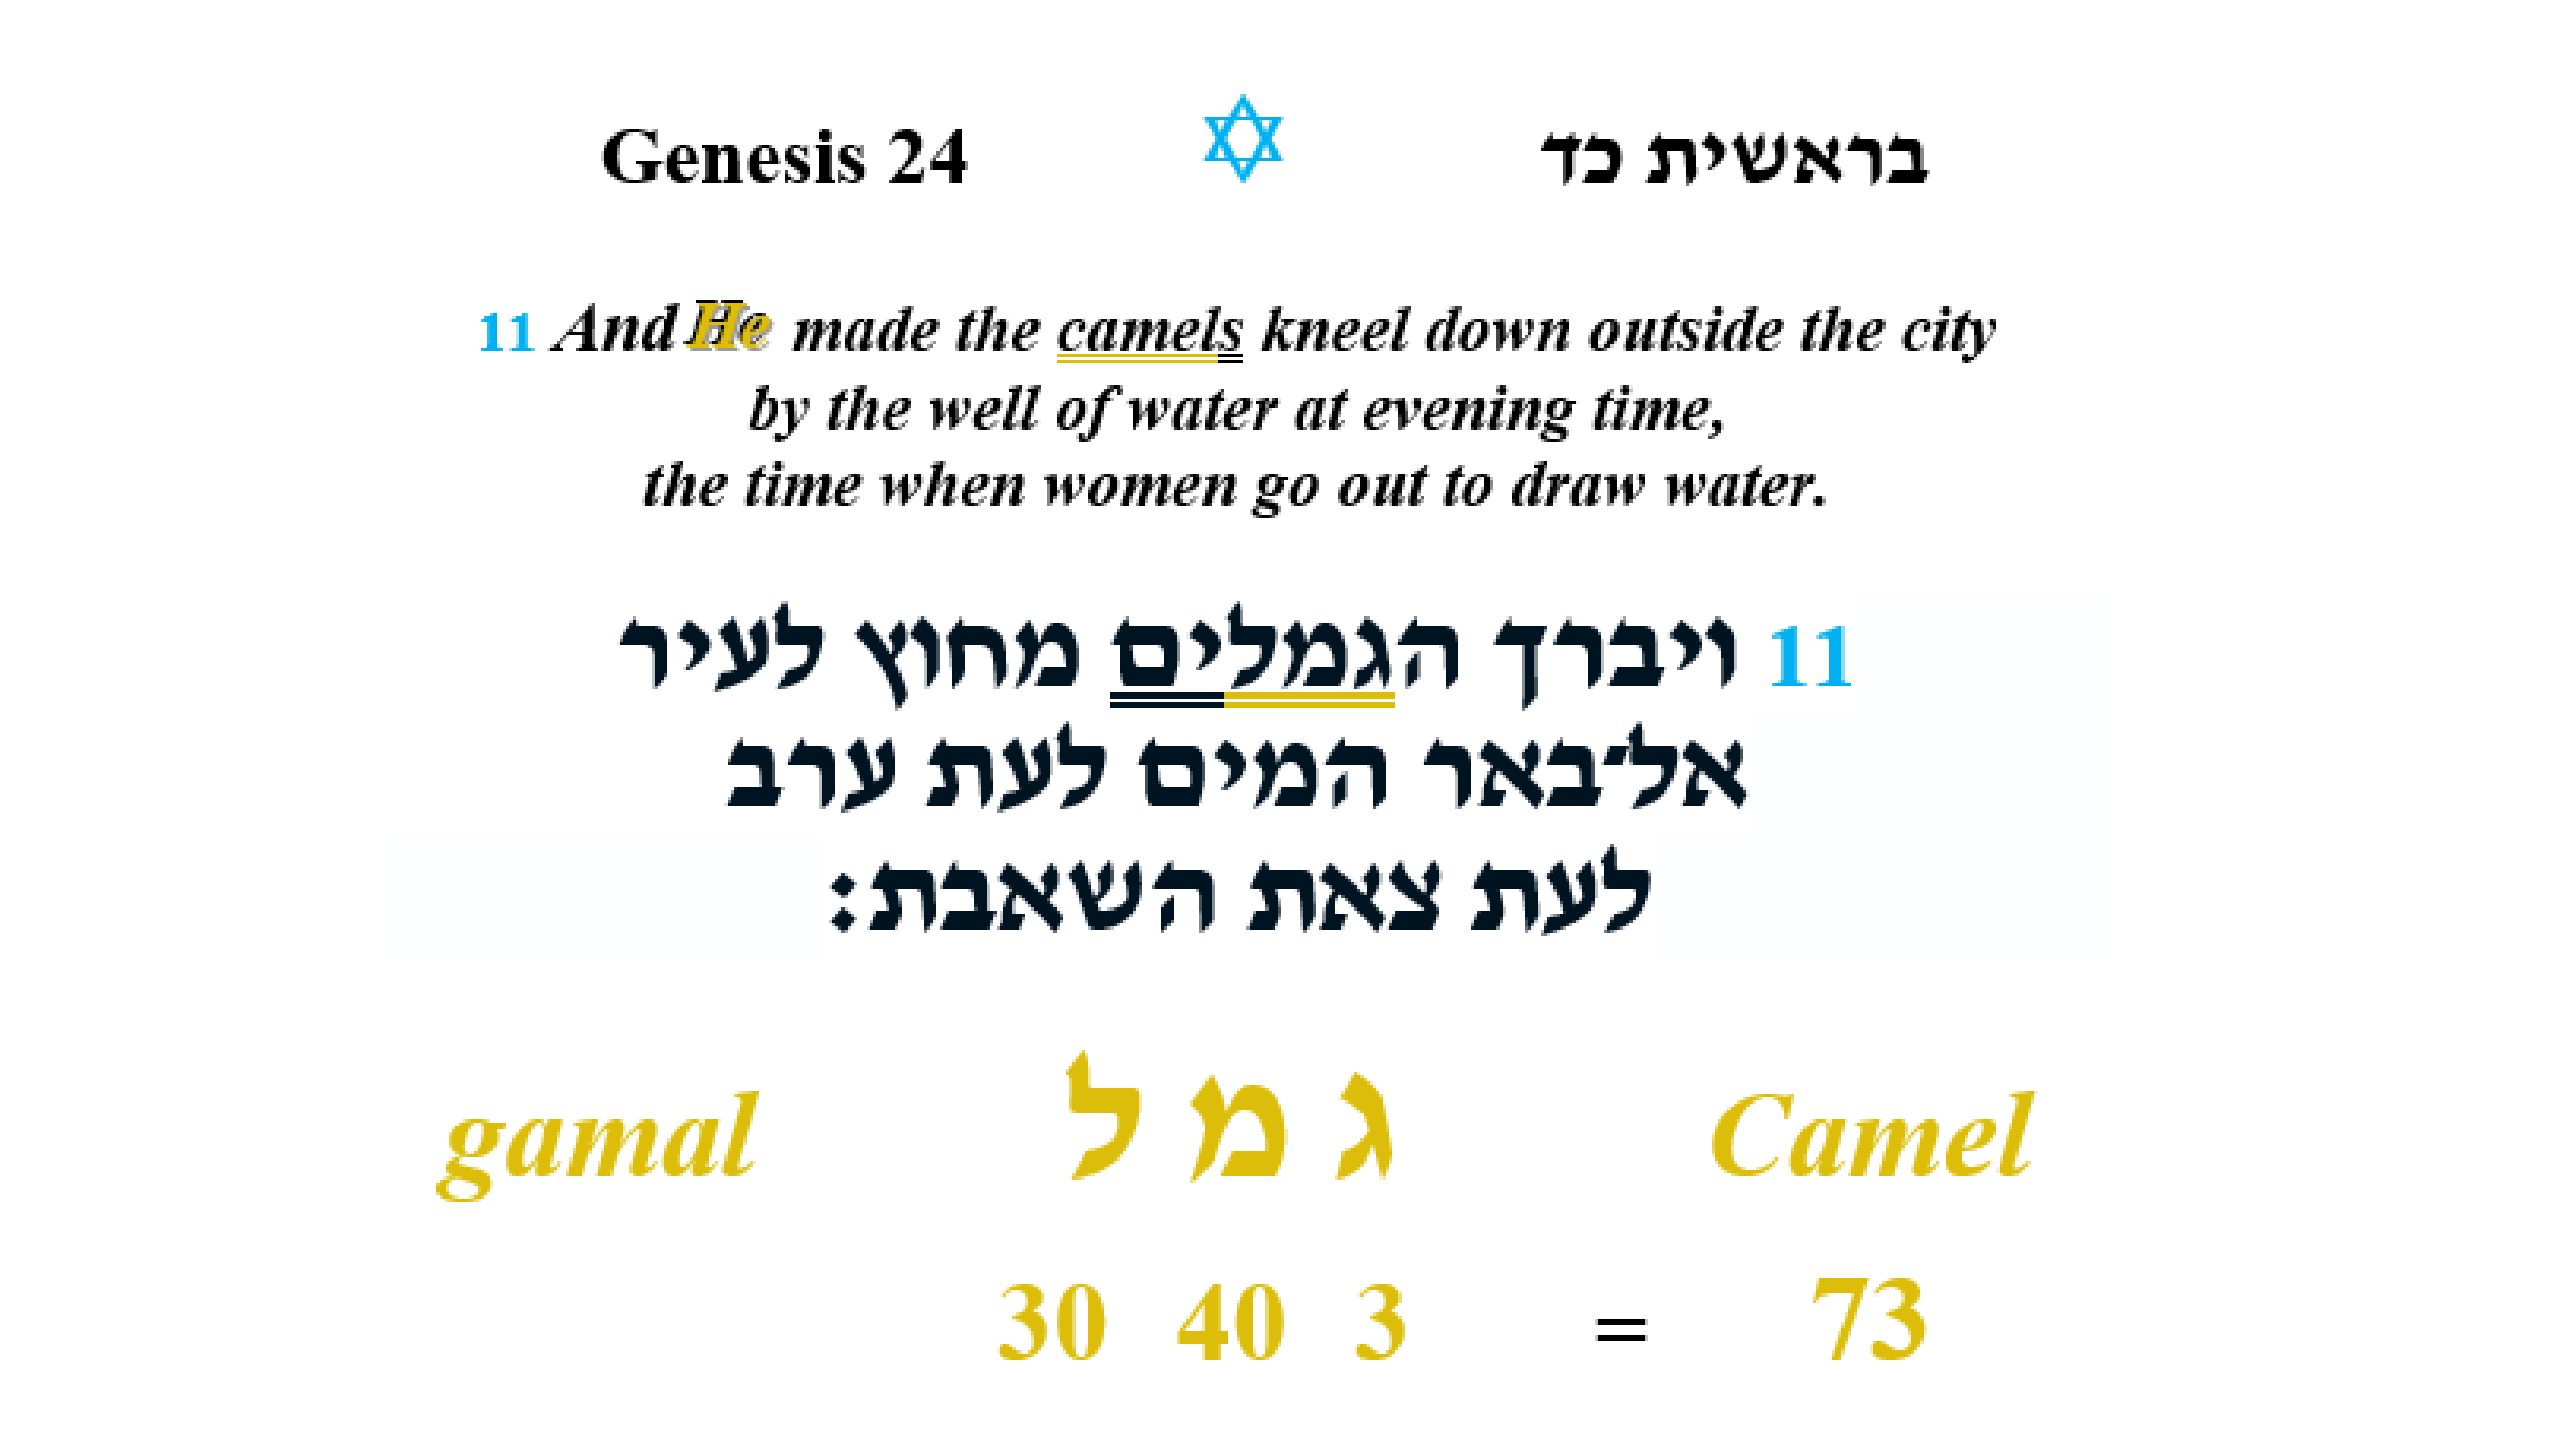 Genesis 24 ✡ בראשית כד
11 And He made the camels kneel down outside the city
by the well of water at evening time,
the time when women go out to draw water.
11 ויברך הגמלים מחוץ לעיר
אל־באר המים לעת ערב
לעת צאת השאבת:
gamal ג מ ל Camel
30 40 3 = 73